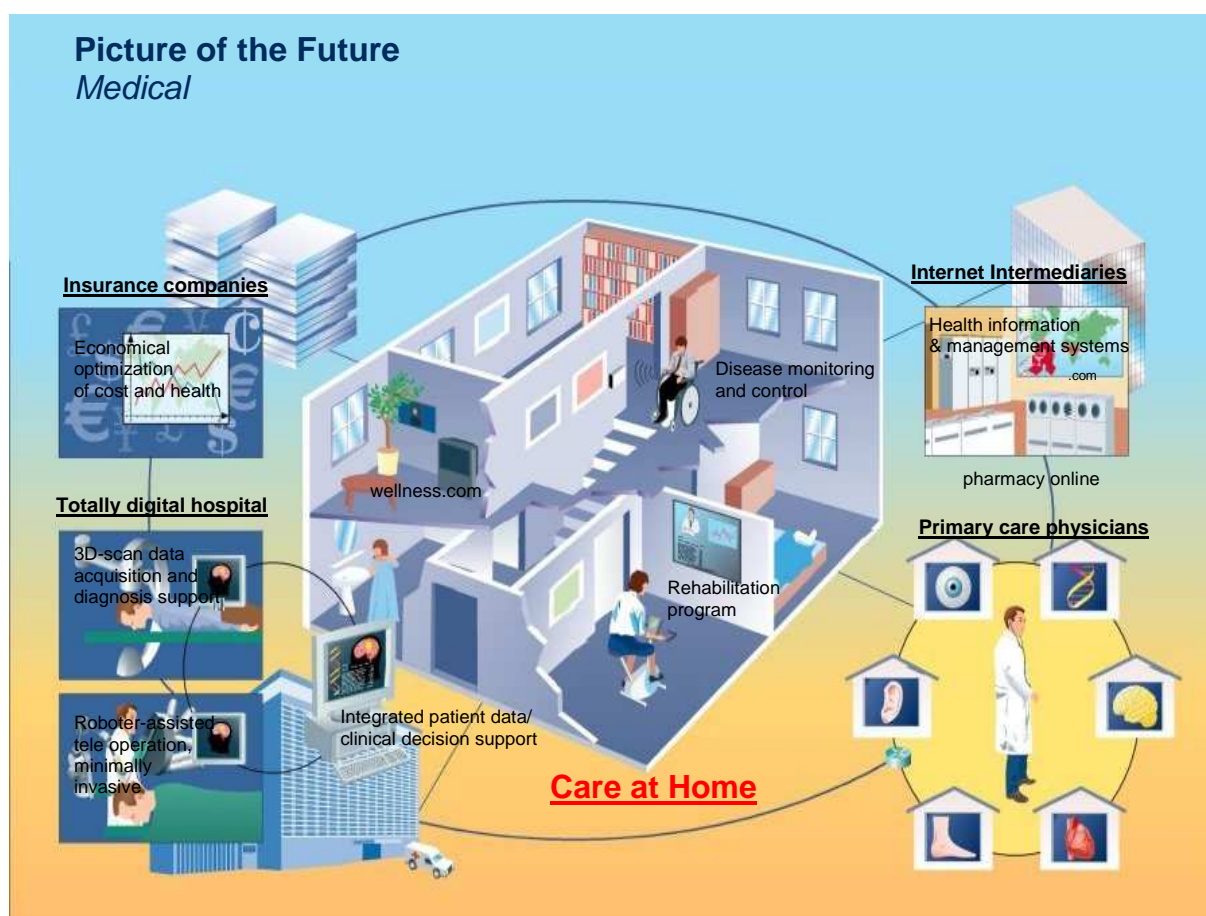 Picture of the Future
Medical
Insurance companies
Economical
optimization
of cost and health
Internet Intermediaries
Health information
& management systems
.com
pharmacy online
Disease monitoring
and control
wellness.com
Totally digital hospital
3D-scan data
acquisition and
diagnosis support
Primary care physicians
Rehabilitation
program
Roboter-assisted
tele operation,
minimally
invasive
Integrated patient data/
clinical decision support
Care at Home